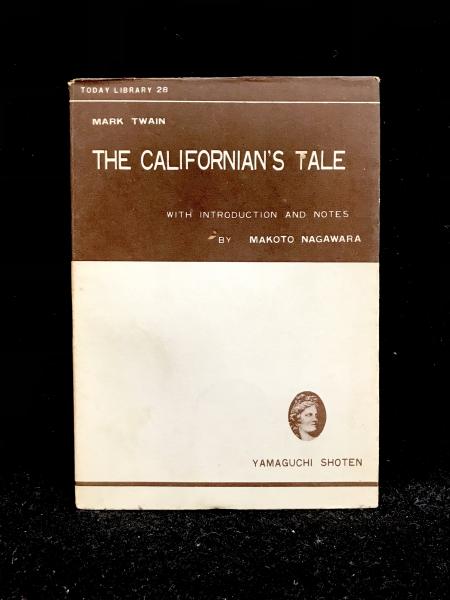 TODAY LIBRARY 28
MARK TWAIN
THE CALIFORNIAN'S TALE
WITH INTRODUCTION AND NOTES
BY MAKOTO NAGAWARA
YAMAGUCHI SHOTEN